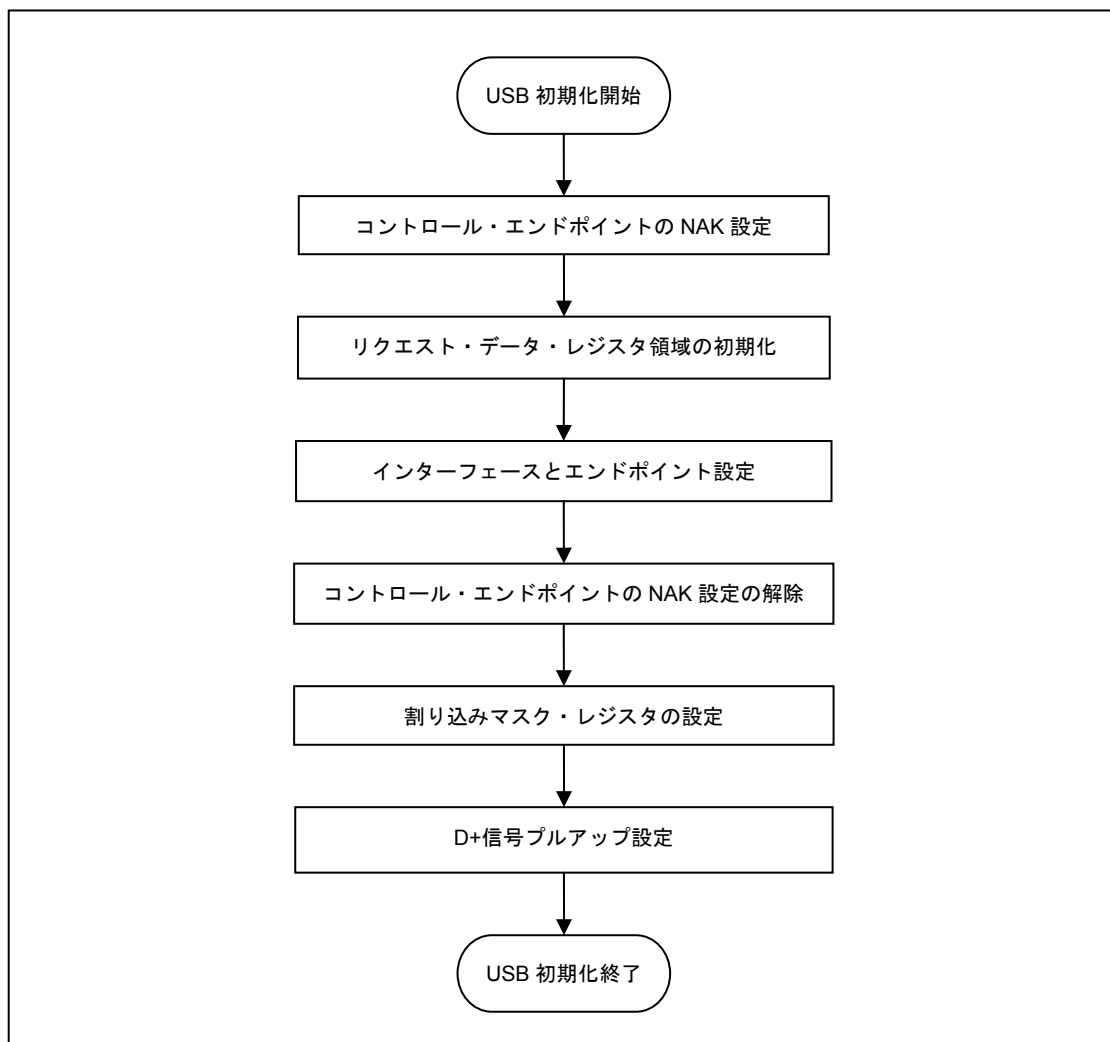 USB 初期化開始
コントロール・エンドポイントの NAK 設定
リクエスト・データ・レジスタ領域の初期化
インターフェースとエンドポイント設定
コントロール・エンドポイントの NAK 設定の解除
割り込みマスク・レジスタの設定
D+信号プルアップ設定
USB 初期化終了